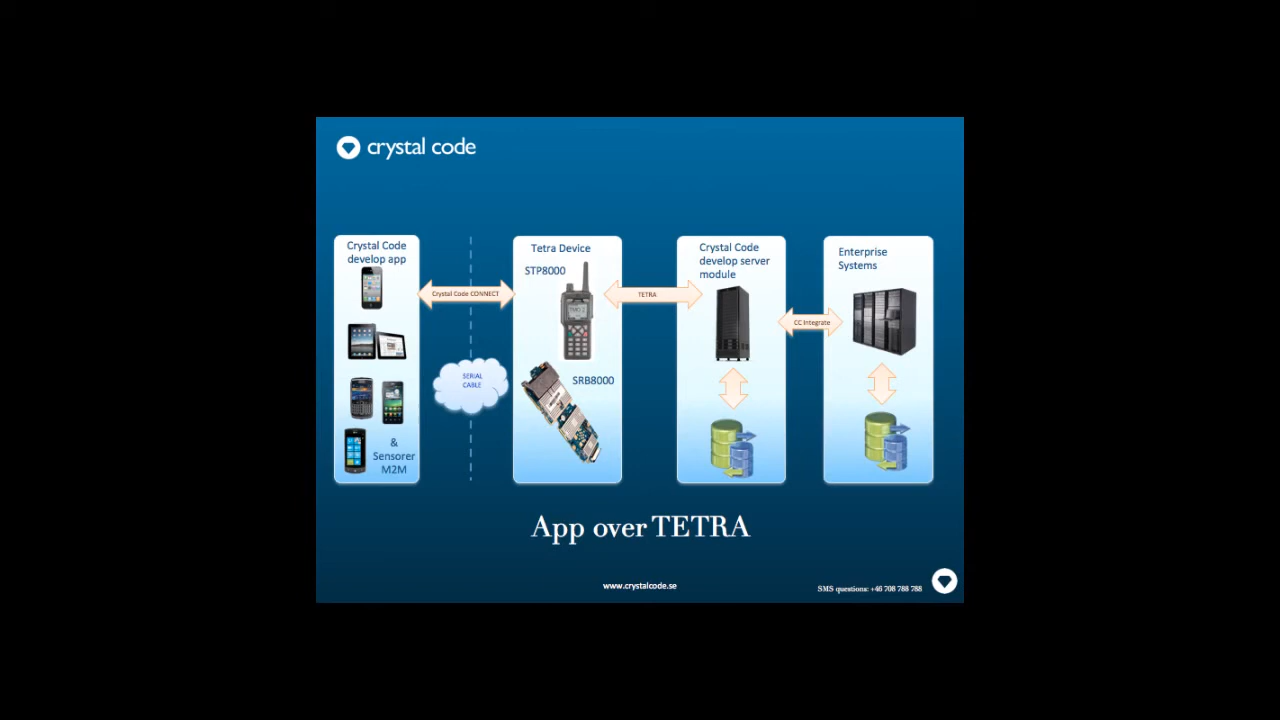 crystal code
Crystal Code
develop app
&
Sensorer
M2M
Crystal Code CONNECT
SERIAL
CABLE
Tetra Device
STP8000
SRB8000
TETRA
Crystal Code
develop server
module
CC Integrate
Enterprise
Systems
App over TETRA
www.crystalcode.se
SMS questions: +46 708 788 788